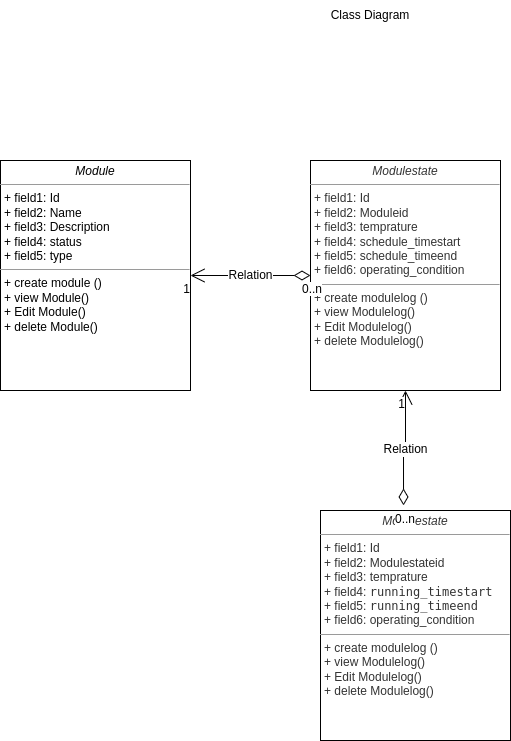 Class Diagram
Module
+ field1: Id
+ field2: Name
+ field3: Description
+ field4: status
+ field5: type
+ create module ()
+ view Module()
+ Edit Module()
+ delete Module()
Relation
1
0..n
Modulestate
+ field1: Id
+ field2: Moduleid
+ field3: temprature
+ field4: schedule_timestart
+ field5: schedule_timeend
+ field6: operating_condition
+ create modulelog ()
+ view Modulelog()
+ Edit Modulelog()
+ delete Modulelog()
1
Relation
0..n
+ field1: Id
+ field2: Modulestateid
+ field3: temprature
+ field4: running_timestart
+ field5: running_timeend
+ field6: operating_condition
+ create modulelog ()
+ view Modulelog()
+ Edit Modulelog()
+ delete Modulelog()